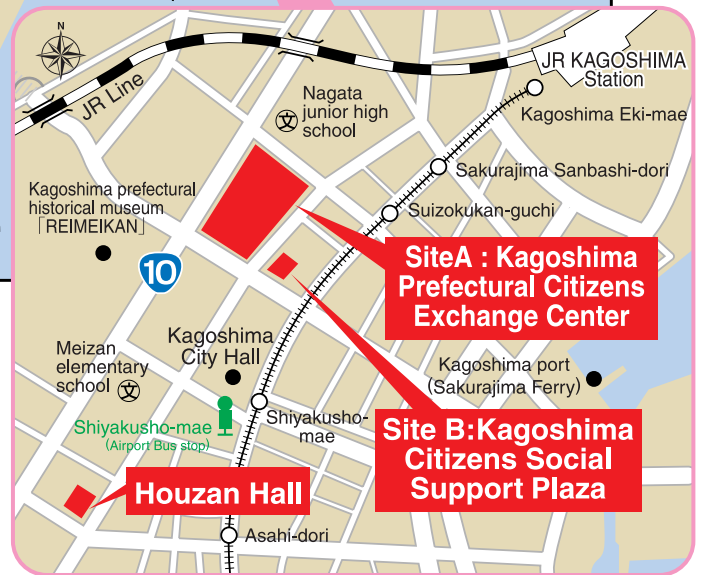 N
JR KAGOSHIMA
Station
JR Line
Nagata
junior high
school
文
Kagoshima Eki-mae
Sakurajima Sanbashi-dori
Kagoshima prefectural
historical museum
「REIMEIKAN」
Suizokukan-guchi
10
SiteA : Kagoshima
Prefectural Citizens
Exchange Center
Kagoshima
City Hall
Meizan
elementary
school
文
Kagoshima port
(Sakurajima Ferry)
Shiyakusho-mae
(Airport Bus stop)
Shiyakusho-
mae
Site B:Kagoshima
Citizens Social
Support Plaza
Houzan Hall
Asahi-dori